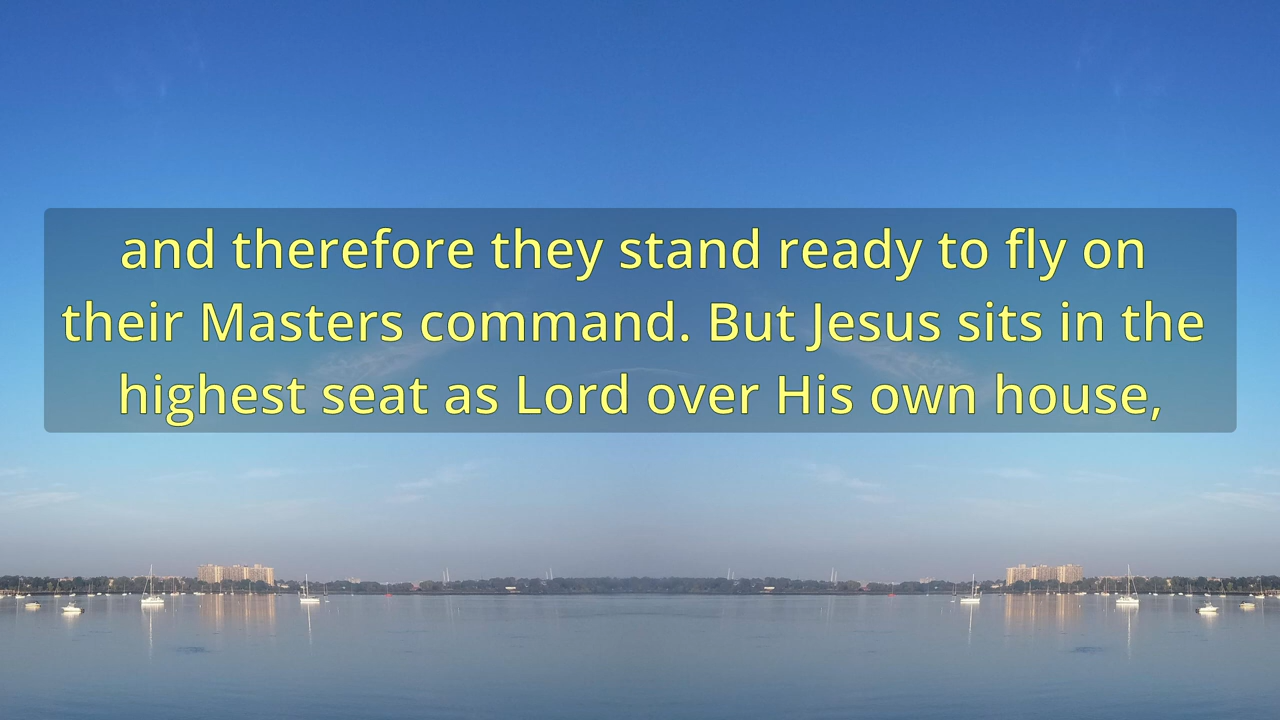 and therefore they stand ready to fly on
their Masters command. But Jesus sits in the
highest seat as Lord over His own house,